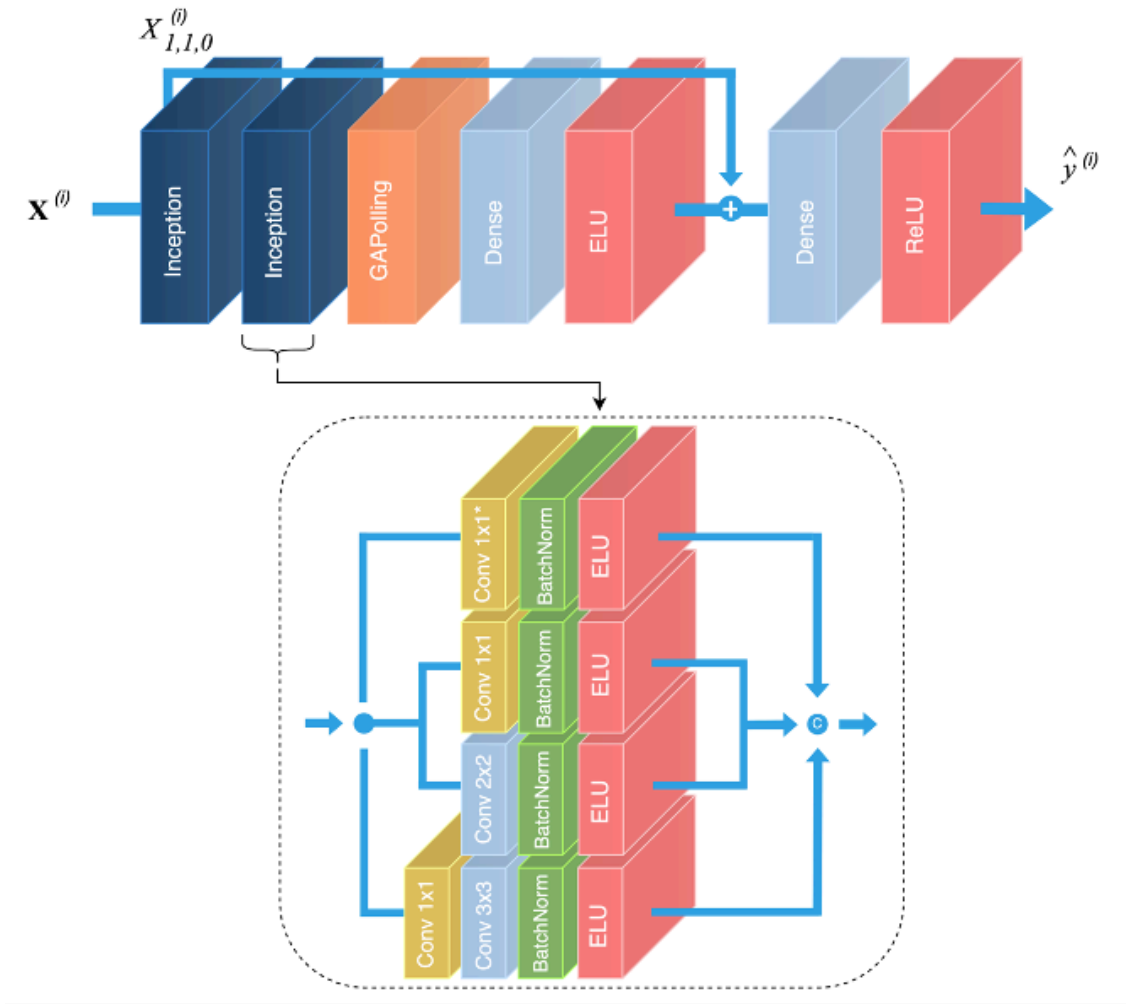 X (i) 1,1,0
x (i)
Inception
Inception
GAPolling
Dense
ELU
+
Dense
ReLU
ŷ (i)
Conv 1x1*
BatchNorm
ELU
Conv 1x1
BatchNorm
ELU
C
Conv 2x2
BatchNorm
ELU
Conv 1x1
Conv 3x3
BatchNorm
ELU